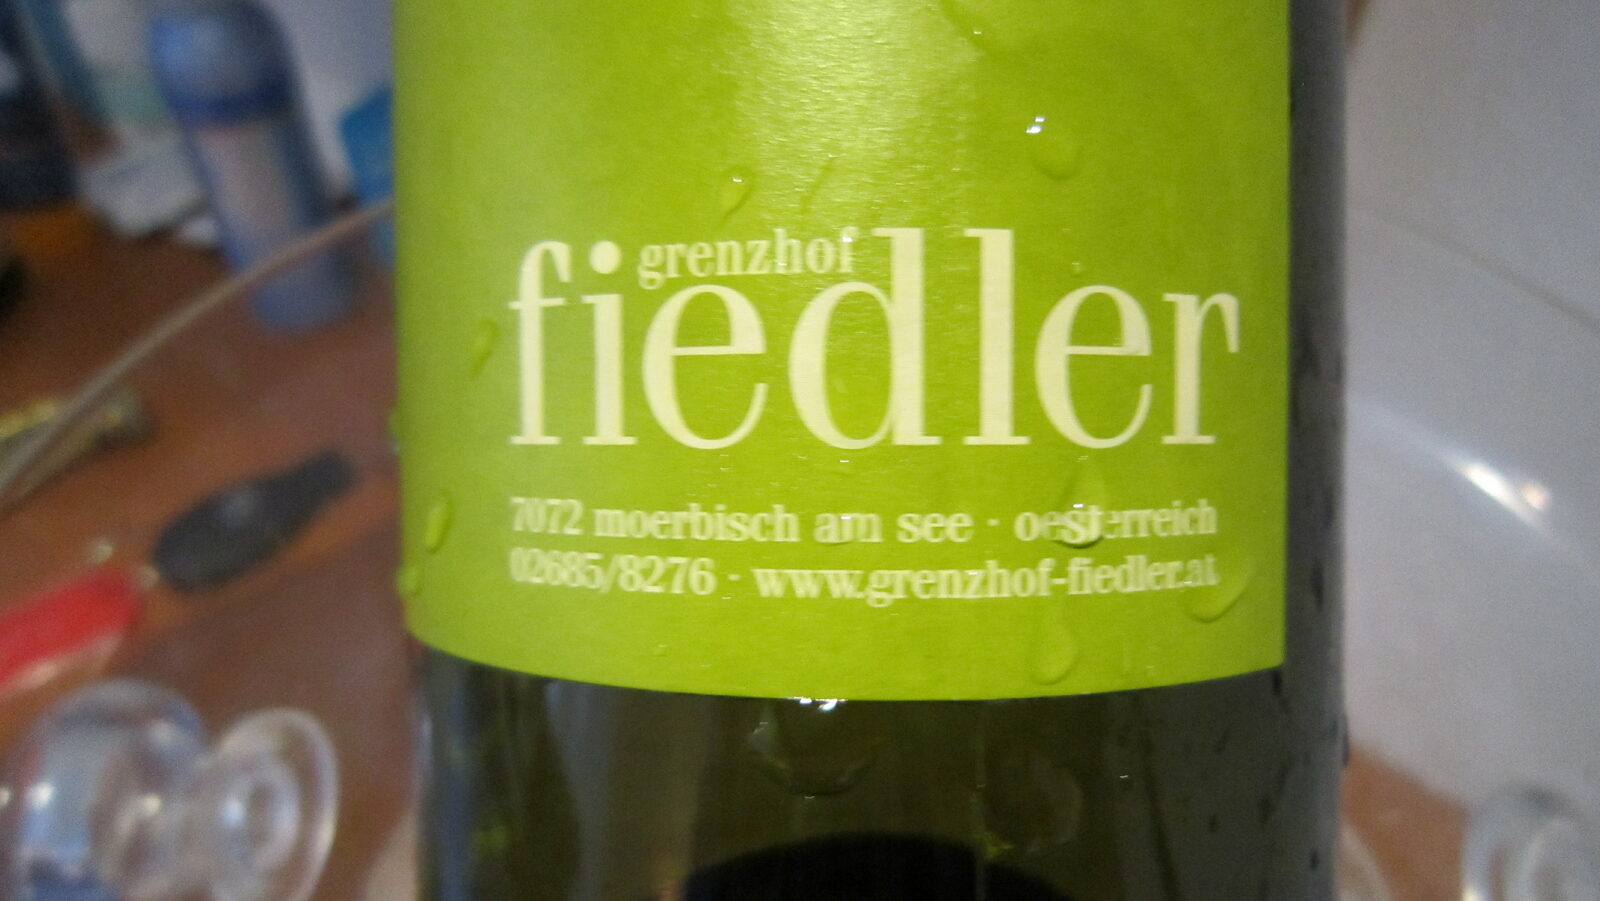 grenzhof
fiedler
7072 moerbisch am see · oesterreich
02685/8276 · www.grenzhof-fiedler.at